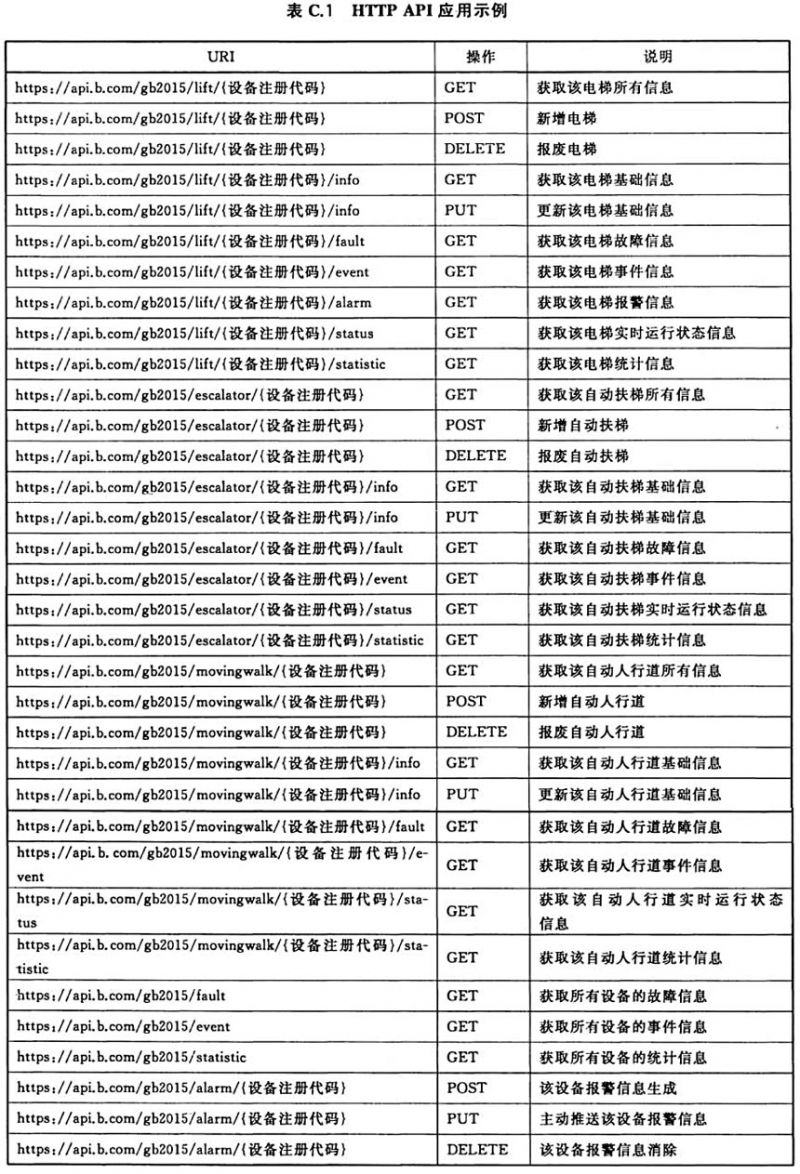 表 C.1 HTTP API 应用示例
URI 操作 说明
https://api.b.com/gb2015/lift/{设备注册代码} GET 获取该电梯所有信息
https://api.b.com/gb2015/lift/{设备注册代码} POST 新增电梯
https://api.b.com/gb2015/lift/{设备注册代码} DELETE 报废电梯
https://api.b.com/gb2015/lift/{设备注册代码}/info GET 获取该电梯基础信息
https://api.b.com/gb2015/lift/{设备注册代码}/info PUT 更新该电梯基础信息
https://api.b.com/gb2015/lift/{设备注册代码}/fault GET 获取该电梯故障信息
https://api.b.com/gb2015/lift/{设备注册代码}/event GET 获取该电梯事件信息
https://api.b.com/gb2015/lift/{设备注册代码}/alarm GET 获取该电梯报警信息
https://api.b.com/gb2015/lift/{设备注册代码}/status GET 获取该电梯实时运行状态信息
https://api.b.com/gb2015/lift/{设备注册代码}/statistic GET 获取该电梯统计信息
https://api.b.com/gb2015/escalator/{设备注册代码} GET 获取该自动扶梯所有信息
https://api.b.com/gb2015/escalator/{设备注册代码} POST 新增自动扶梯
https://api.b.com/gb2015/escalator/{设备注册代码} DELETE 报废自动扶梯
https://api.b.com/gb2015/escalator/{设备注册代码}/info GET 获取该自动扶梯基础信息
https://api.b.com/gb2015/escalator/{设备注册代码}/info PUT 更新该自动扶梯基础信息
https://api.b.com/gb2015/escalator/{设备注册代码}/fault GET 获取该自动扶梯故障信息
https://api.b.com/gb2015/escalator/{设备注册代码}/event GET 获取该自动扶梯事件信息
https://api.b.com/gb2015/escalator/{设备注册代码}/status GET 获取该自动扶梯实时运行状态信息
https://api.b.com/gb2015/escalator/{设备注册代码}/statistic GET 获取该自动扶梯统计信息
https://api.b.com/gb2015/movingwalk/{设备注册代码} GET 获取该自动人行道所有信息
https://api.b.com/gb2015/movingwalk/{设备注册代码} POST 新增自动人行道
https://api.b.com/gb2015/movingwalk/{设备注册代码} DELETE 报废自动人行道
https://api.b.com/gb2015/movingwalk/{设备注册代码}/info GET 获取该自动人行道基础信息
https://api.b.com/gb2015/movingwalk/{设备注册代码}/info PUT 更新该自动人行道基础信息
https://api.b.com/gb2015/movingwalk/{设备注册代码}/fault GET 获取该自动人行道故障信息
https://api.b.com/gb2015/movingwalk/{设备注册代码}/e-
vent GET 获取该自动人行道事件信息
https://api.b.com/gb2015/movingwalk/{设备注册代码}/sta-
tus GET 获取该自动人行道实时运行状态
信息
https://api.b.com/gb2015/movingwalk/{设备注册代码}/sta-
tistic GET 获取该自动人行道统计信息
https://api.b.com/gb2015/fault GET 获取所有设备的故障信息
https://api.b.com/gb2015/event GET 获取所有设备的事件信息
https://api.b.com/gb2015/statistic GET 获取所有设备的统计信息
https://api.b.com/gb2015/alarm/{设备注册代码} POST 该设备报警信息生成
https://api.b.com/gb2015/alarm/{设备注册代码} PUT 主动推送该设备报警信息
https://api.b.com/gb2015/alarm/{设备注册代码} DELETE 该设备报警信息消除